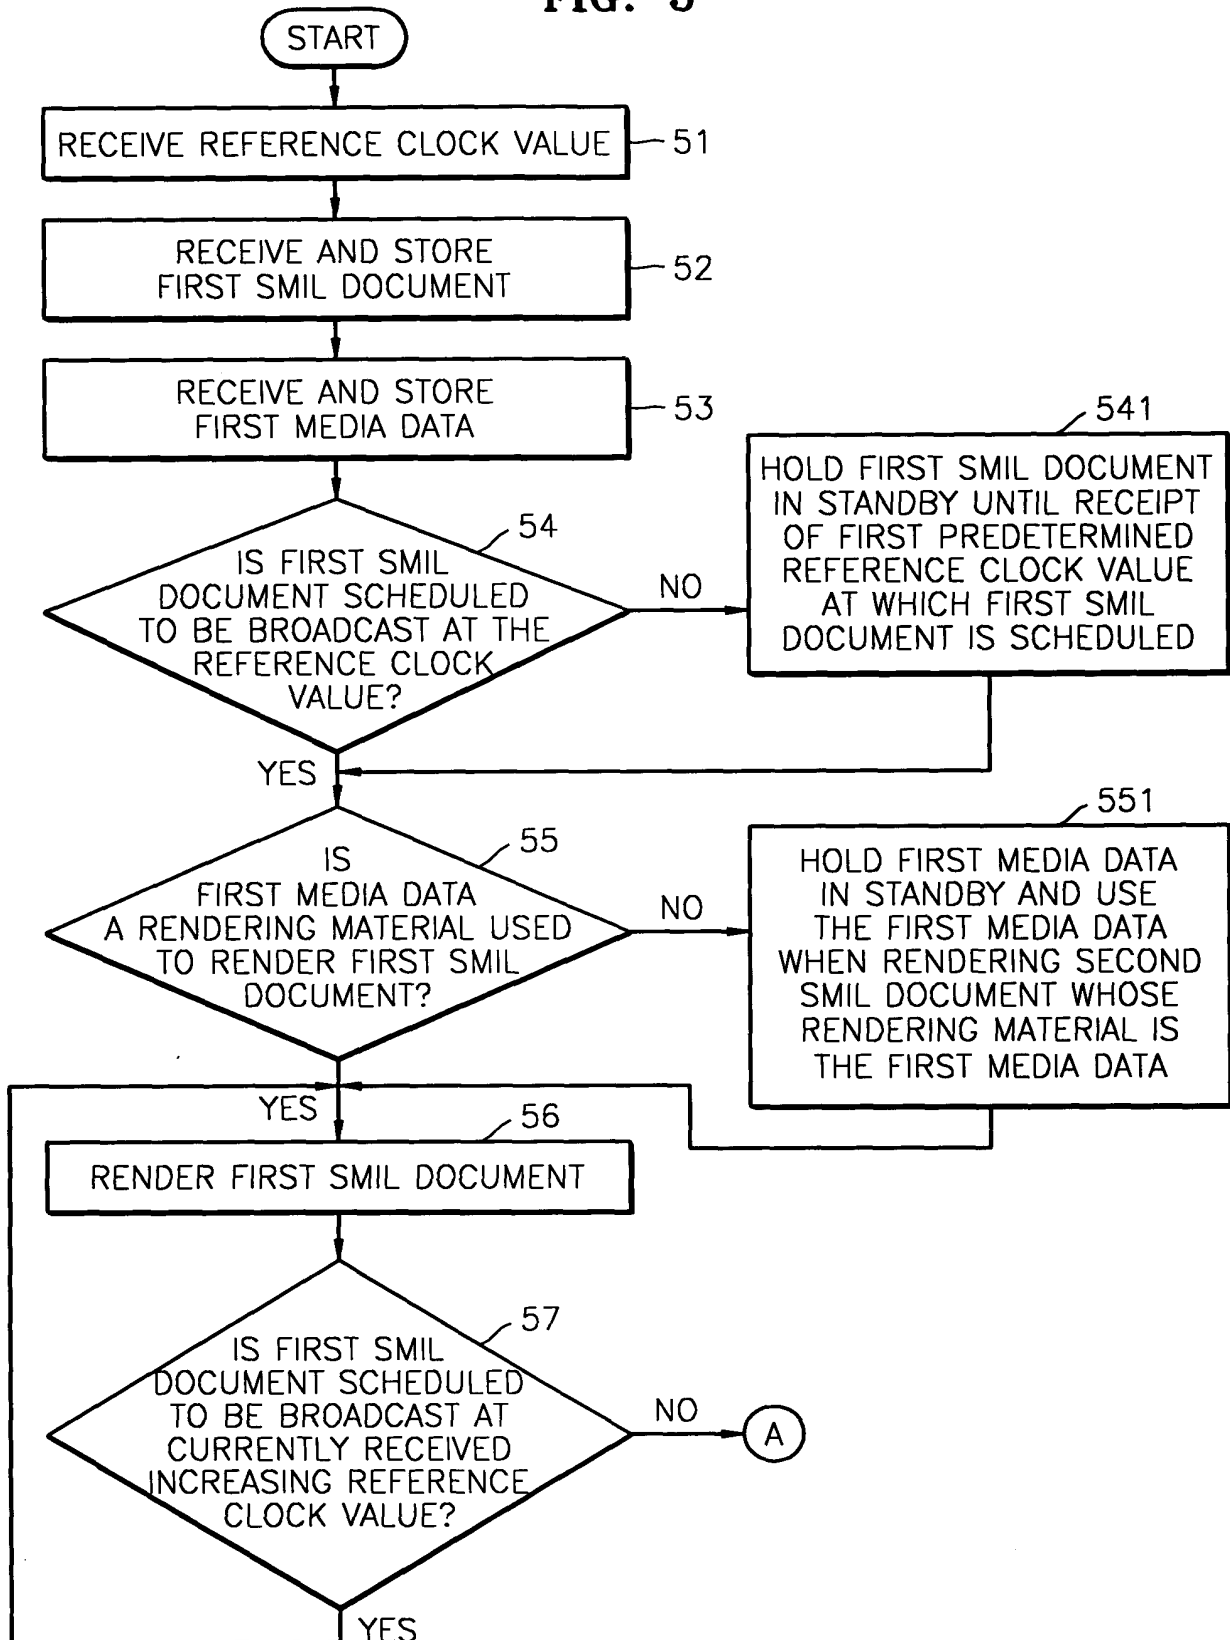 START
RECEIVE REFERENCE CLOCK VALUE
51
RECEIVE AND STORE
FIRST SMIL DOCUMENT
52
RECEIVE AND STORE
FIRST MEDIA DATA
53
IS FIRST SMIL
DOCUMENT SCHEDULED
TO BE BROADCAST AT THE
REFERENCE CLOCK
VALUE?
54
NO
541
HOLD FIRST SMIL DOCUMENT
IN STANDBY UNTIL RECEIPT
OF FIRST PREDETERMINED
REFERENCE CLOCK VALUE
AT WHICH FIRST SMIL
DOCUMENT IS SCHEDULED
YES
IS
FIRST MEDIA DATA
A RENDERING MATERIAL USED
TO RENDER FIRST SMIL
DOCUMENT?
55
NO
551
HOLD FIRST MEDIA DATA
IN STANDBY AND USE
THE FIRST MEDIA DATA
WHEN RENDERING SECOND
SMIL DOCUMENT WHOSE
RENDERING MATERIAL IS
THE FIRST MEDIA DATA
YES
56
RENDER FIRST SMIL DOCUMENT
57
IS FIRST SMIL
DOCUMENT SCHEDULED
TO BE BROADCAST AT
CURRENTLY RECEIVED
INCREASING REFERENCE
CLOCK VALUE?
NO
A
YES